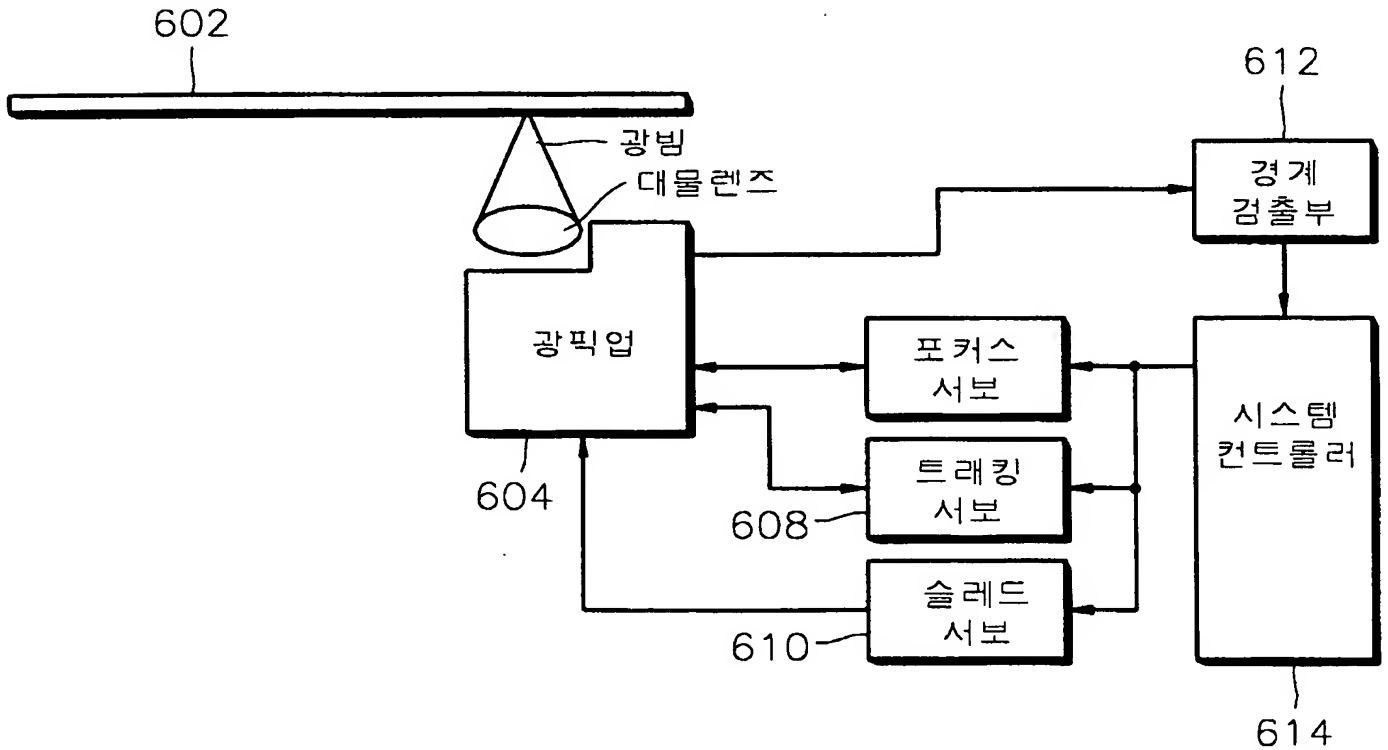 602
612
광빔
대물렌즈
경계
검출부
광픽업
포커스
서보
시스템
컨트롤러
트래킹
서보
604
608
슬레드
서보
610
614